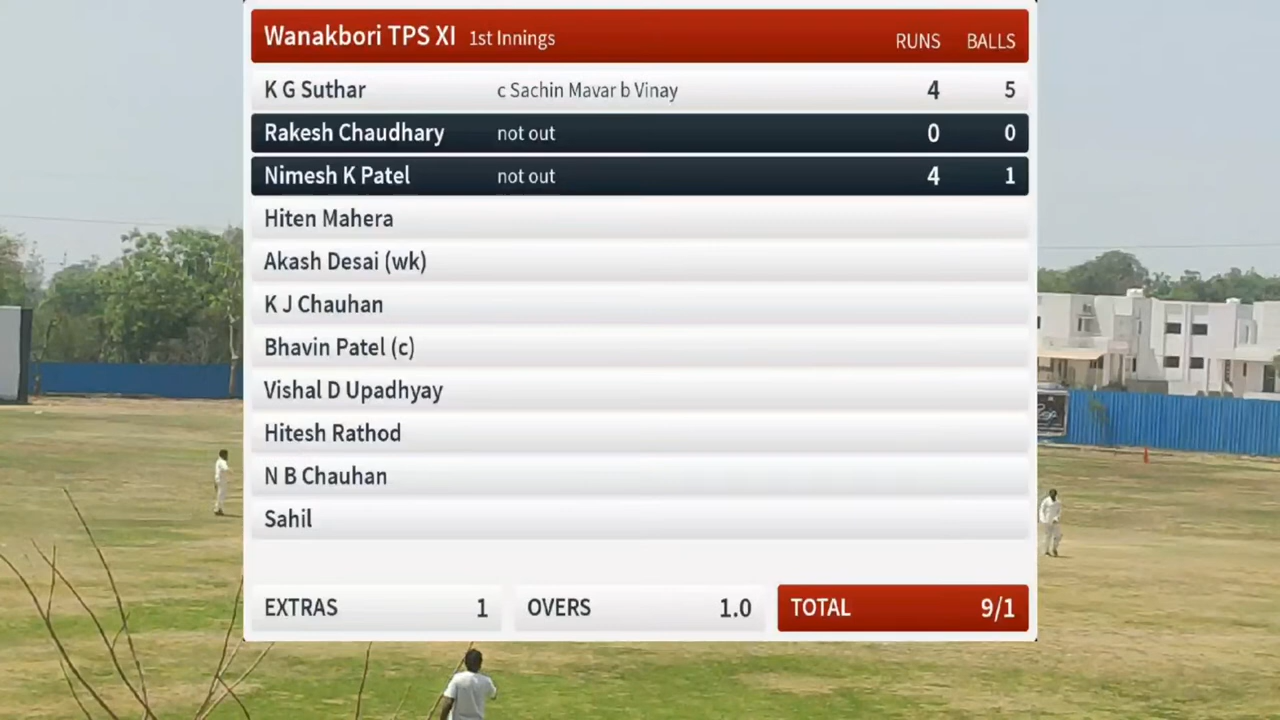 Wanakbori TPS XI 1st Innings RUNS BALLS
K G Suthar c Sachin Mavar b Vinay 4 5
Rakesh Chaudhary not out 0 0
Nimesh K Patel not out 4 1
Hiten Mahera
Akash Desai (wk)
K J Chauhan
Bhavin Patel (c)
Vishal D Upadhyay
Hitesh Rathod
N B Chauhan
Sahil
EXTRAS 1 OVERS 1.0 TOTAL 9/1